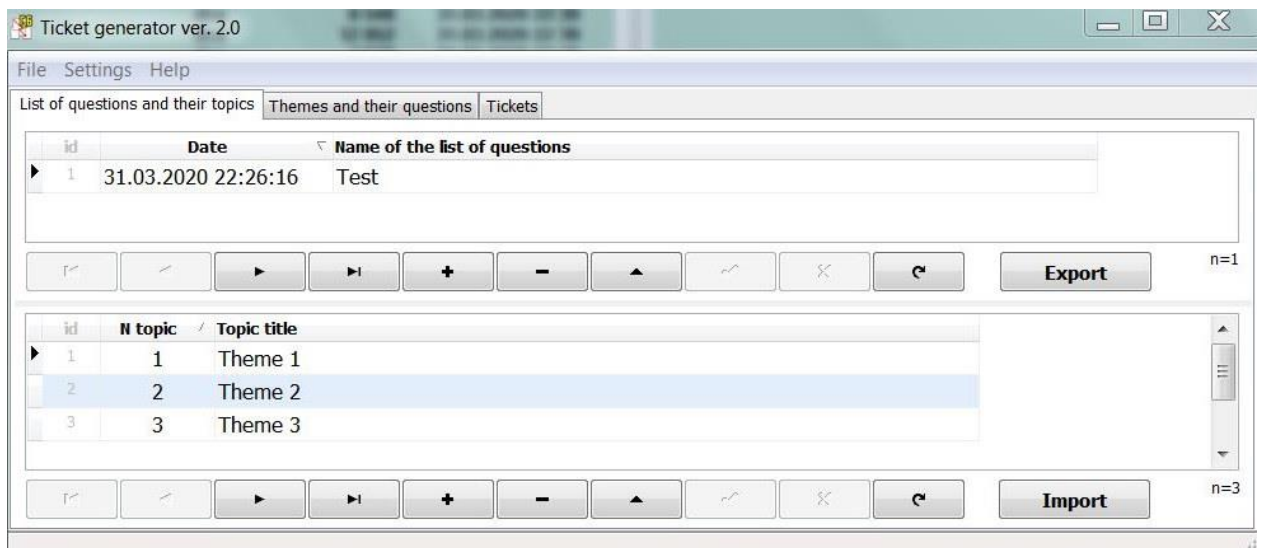 Ticket generator ver. 2.0
File Settings Help
List of questions and their topics Themes and their questions Tickets
id Date Name of the list of questions
1 31.03.2020 22:26:16 Test
Export n=1
id N topic Topic title
1 1 Theme 1
2 2 Theme 2
3 3 Theme 3
Import n=3